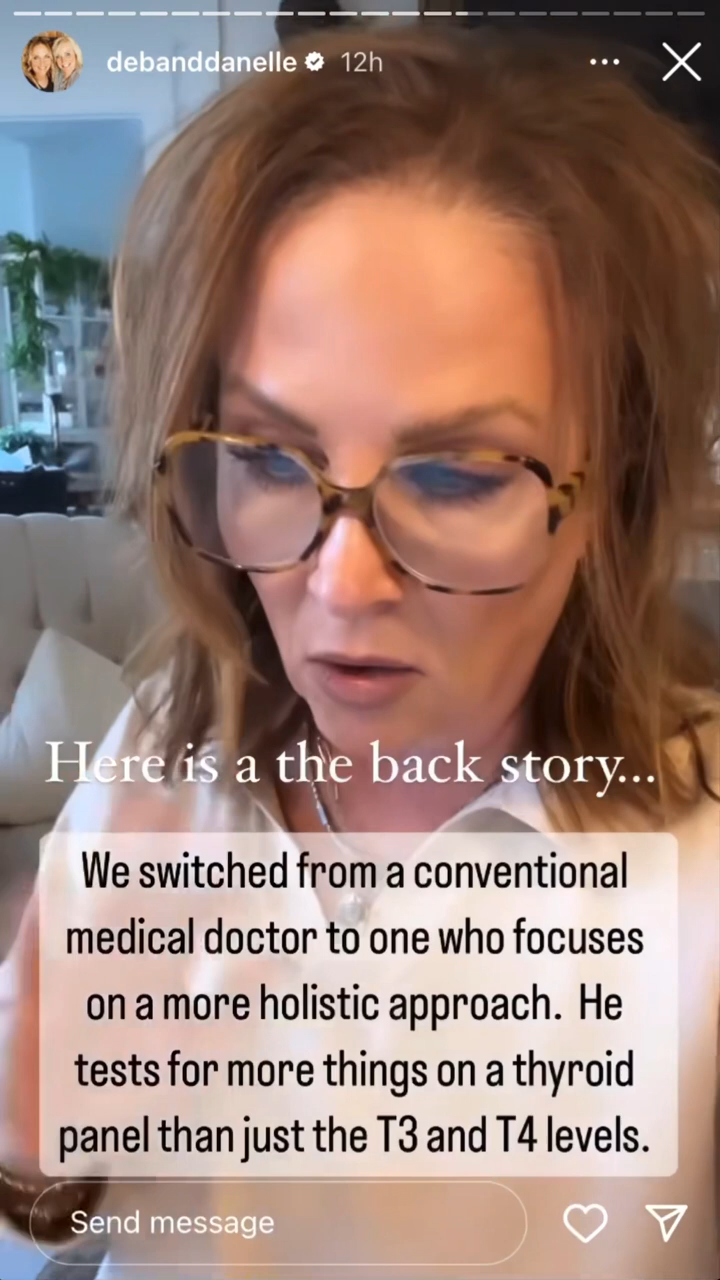 debanddanelle 12h
Here is a the back story...
We switched from a conventional
medical doctor to one who focuses
on a more holistic approach. He
tests for more things on a thyroid
panel than just the T3 and T4 levels.
Send message